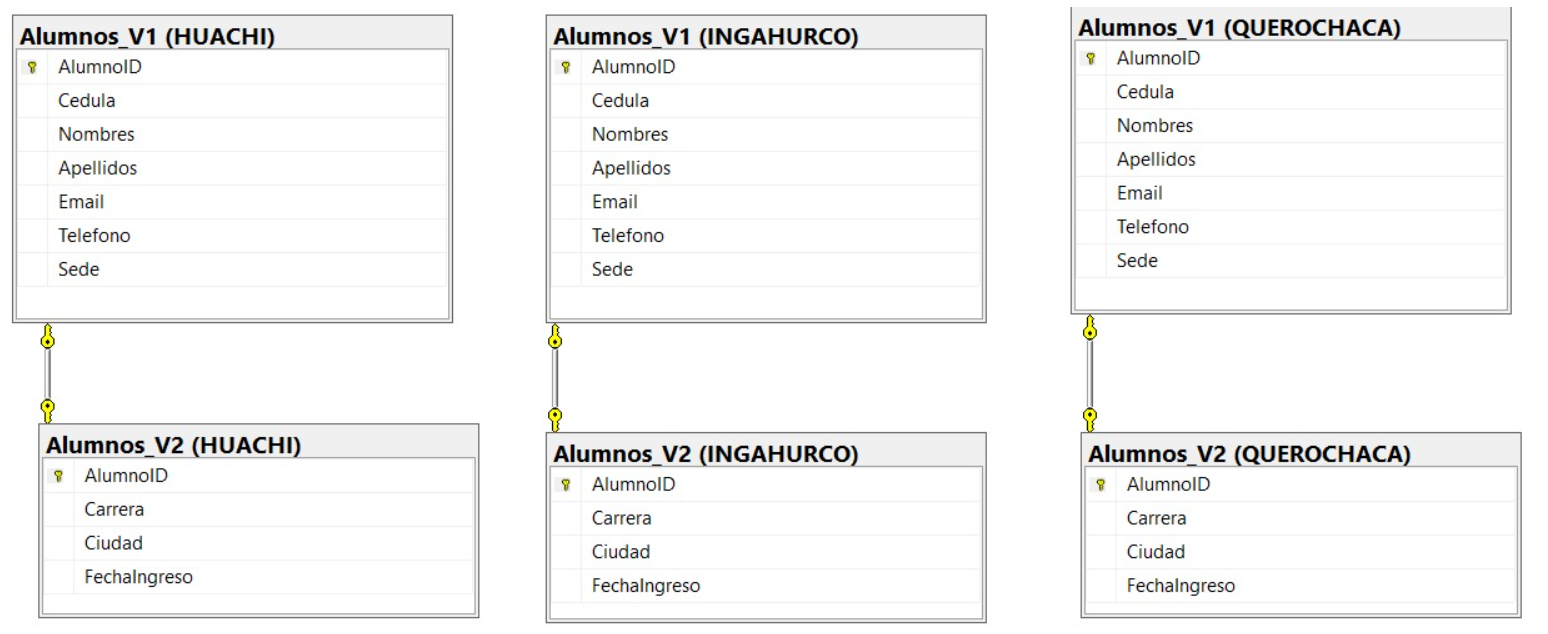 Alumnos_V1 (HUACHI)
AlumnoID
Cedula
Nombres
Apellidos
Email
Telefono
Sede
Alumnos_V1 (INGAHURCO)
AlumnoID
Cedula
Nombres
Apellidos
Email
Telefono
Sede
Alumnos_V1 (QUEROCHACA)
AlumnoID
Cedula
Nombres
Apellidos
Email
Telefono
Sede
Alumnos_V2 (HUACHI)
AlumnoID
Carrera
Ciudad
FechaIngreso
Alumnos_V2 (INGAHURCO)
AlumnoID
Carrera
Ciudad
FechaIngreso
Alumnos_V2 (QUEROCHACA)
AlumnoID
Carrera
Ciudad
FechaIngreso